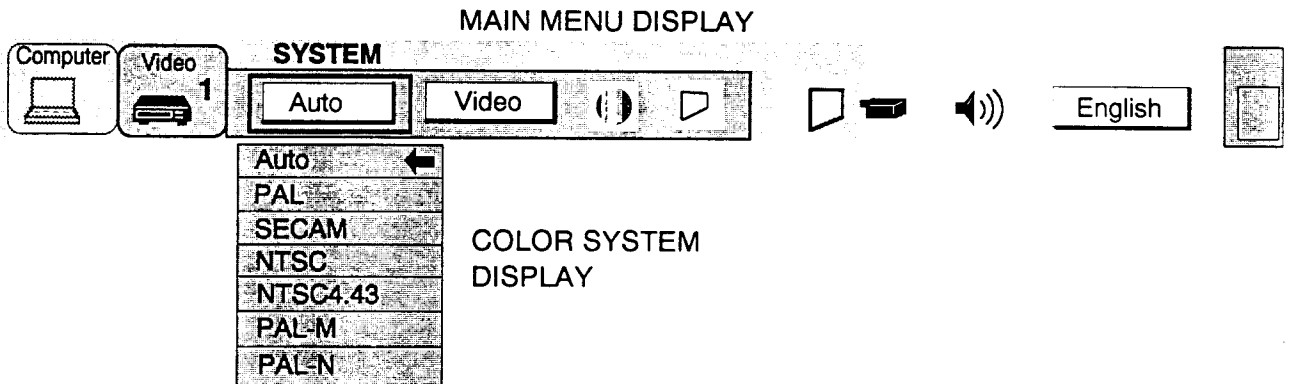 MAIN MENU DISPLAY
Computer
Video
1
SYSTEM
Auto
Video
English
Auto
PAL
SECAM
NTSC
NTSC4.43
PAL-M
PAL-N
COLOR SYSTEM
DISPLAY